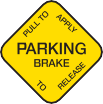 PULL TO APPLY
PARKING
BRAKE
TO RELEASE